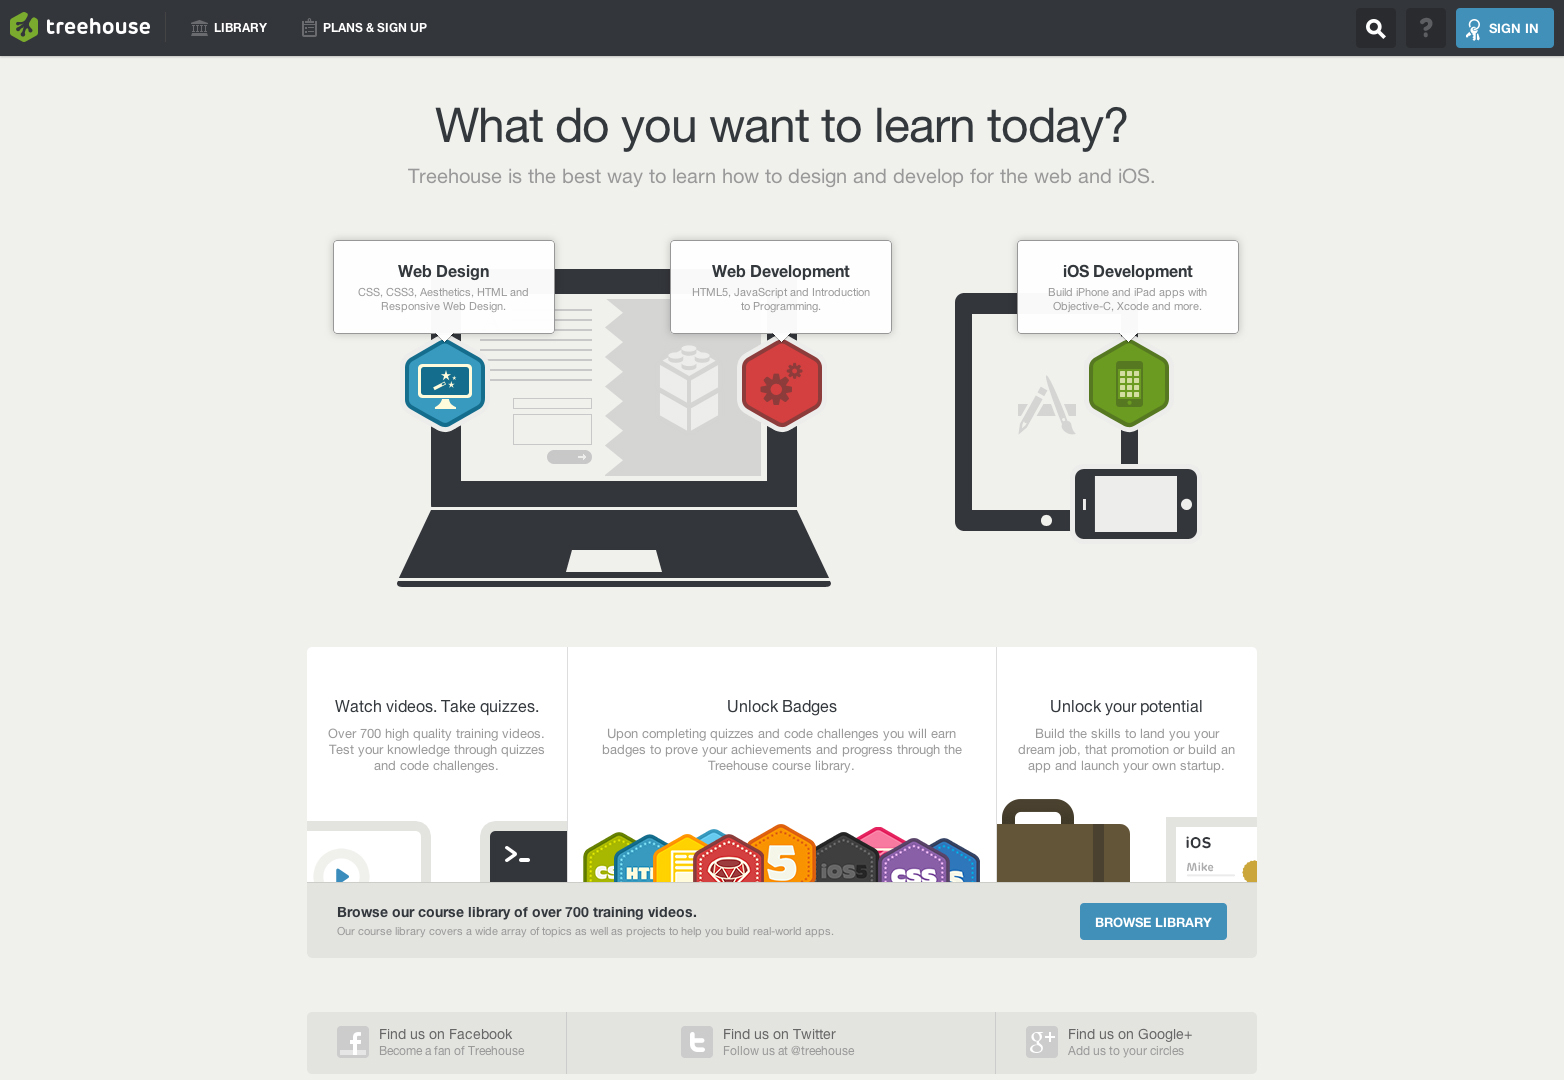 treehouse
LIBRARY
PLANS & SIGN UP
?
SIGN IN
What do you want to learn today?
Treehouse is the best way to learn how to design and develop for the web and iOS.
Web Design
CSS, CSS3, Aesthetics, HTML and
Responsive Web Design.
Web Development
HTML5, JavaScript and Introduction
to Programming.
iOS Development
Build iPhone and iPad apps with
Objective-C, Xcode and more.
Watch videos. Take quizzes.
Over 700 high quality training videos.
Test your knowledge through quizzes
and code challenges.
Unlock Badges
Upon completing quizzes and code challenges you will earn
badges to prove your achievements and progress through the
Treehouse course library.
Unlock your potential
Build the skills to land you your
dream job, that promotion or build an
app and launch your own startup.
>_
CS
HTM
5
iOS5
CSS
5
iOS
Mike
Browse our course library of over 700 training videos.
Our course library covers a wide array of topics as well as projects to help you build real-world apps.
BROWSE LIBRARY
f
Find us on Facebook
Become a fan of Treehouse
t
Find us on Twitter
Follow us at @treehouse
g+
Find us on Google+
Add us to your circles